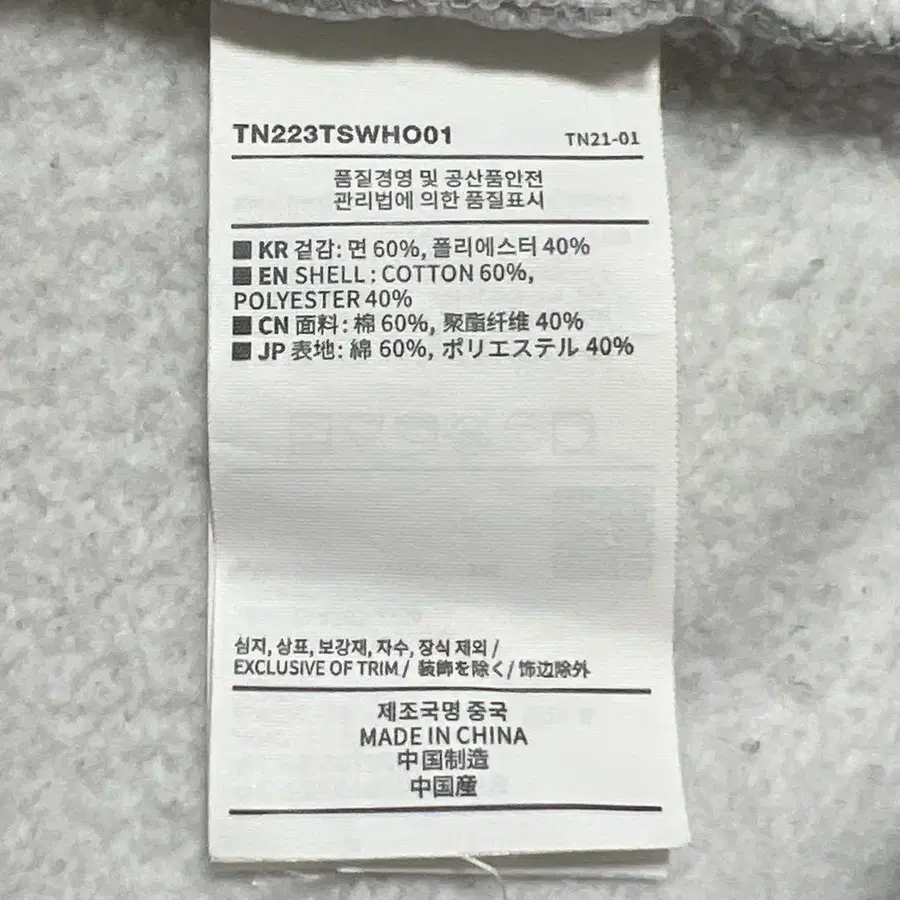 TN223TSWHO01
TN21-01
품질경영 및 공산품안전
관리법에 의한 품질표시
■ KR 겉감: 면 60%, 폴리에스터 40%
■ EN SHELL : COTTON 60%,
POLYESTER 40%
■ CN 面料: 棉 60%, 聚酯纤维 40%
■ JP 表地: 綿 60%, ポリエステル 40%
심지, 상표, 보강재, 자수, 장식 제외 /
EXCLUSIVE OF TRIM / 装飾を除く/ 饰边除外
제조국명 중국
MADE IN CHINA
中国制造
中国産